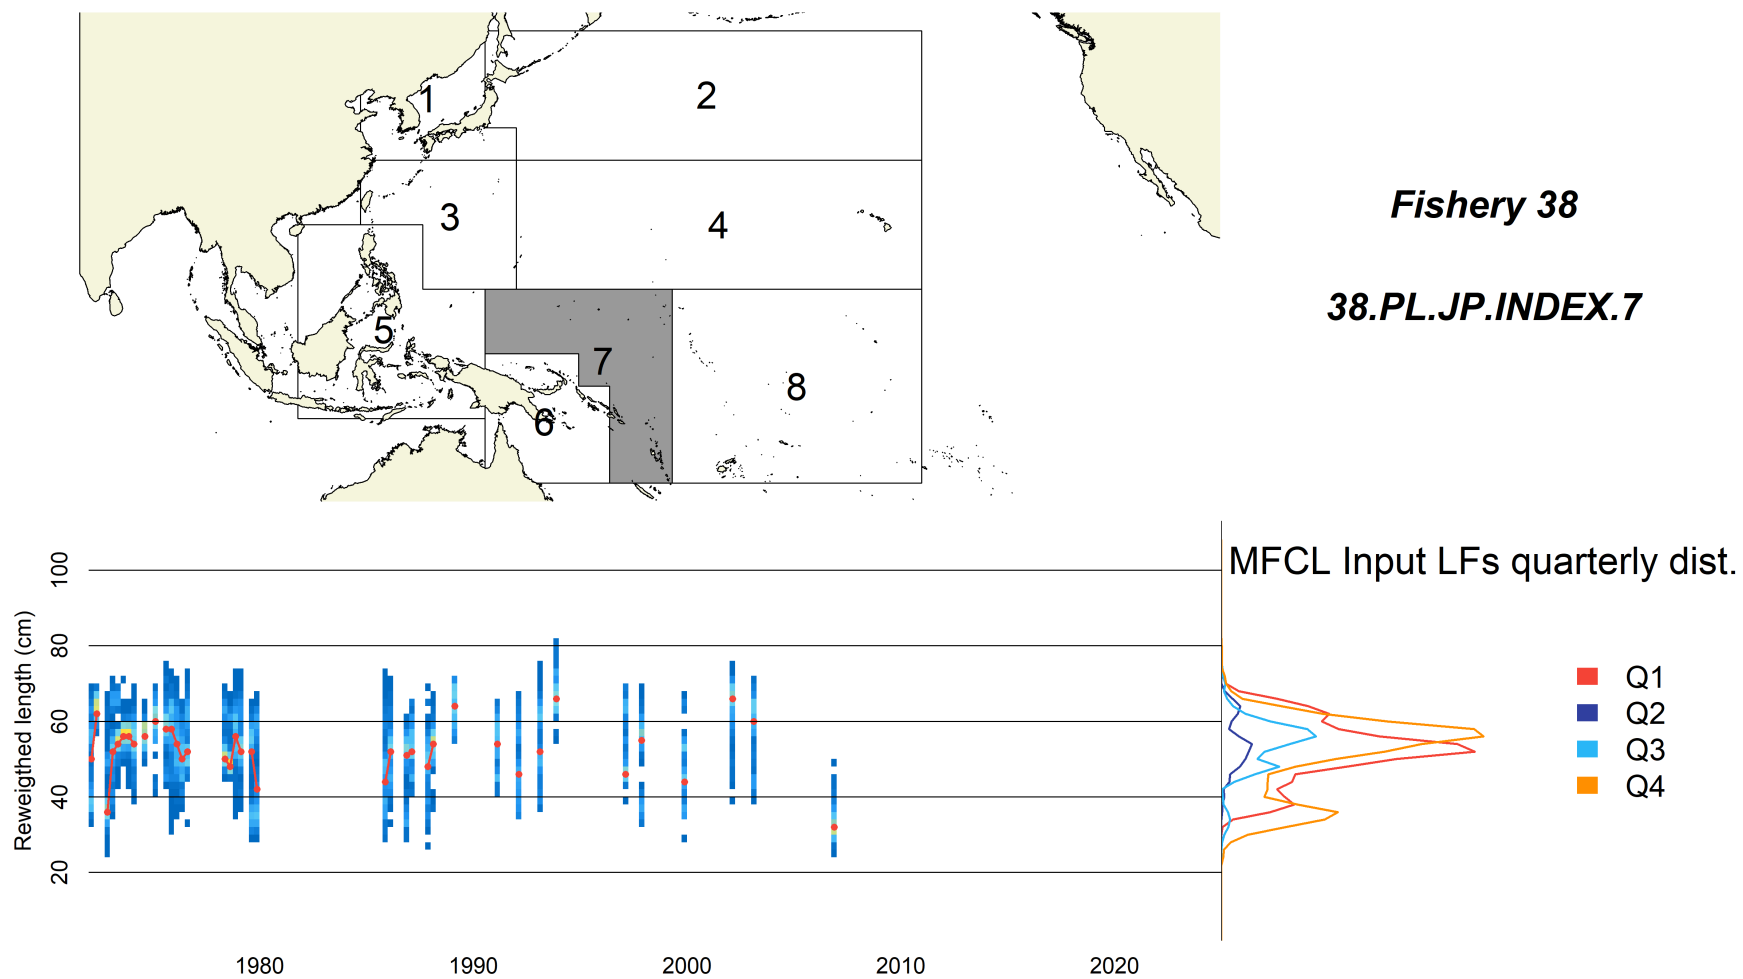 1
2
3
4
5
6
7
8
Fishery 38
38.PL.JP.INDEX.7
MFCL Input LFs quarterly dist.
Reweigthed length (cm)
100
80
60
40
20
1980
1990
2000
2010
2020
Q1
Q2
Q3
Q4